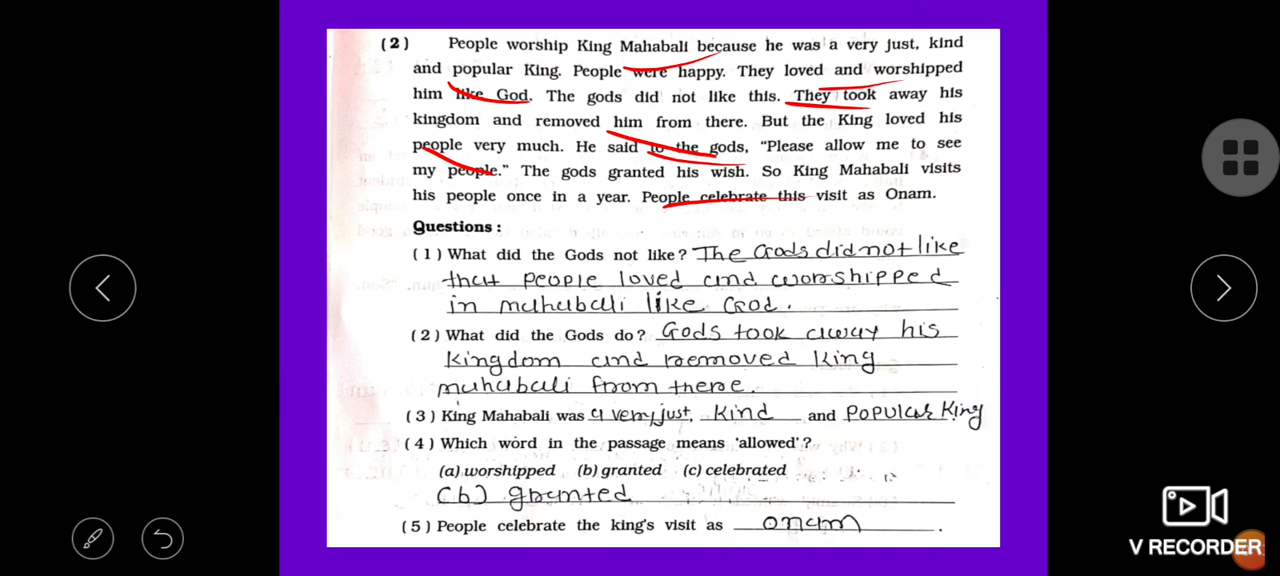 (2) People worship King Mahabali because he was a very just, kind
and popular King. People were happy. They loved and worshipped
him like God. The gods did not like this. They took away his
kingdom and removed him from there. But the King loved his
people very much. He said to the gods, "Please allow me to see
my people." The gods granted his wish. So King Mahabali visits
his people once in a year. People celebrate this visit as Onam.
Questions :
(1) What did the Gods not like? The Gods did not like
that people loved and worshipped
in mahabali like God.
(2) What did the Gods do? Gods took away his
kingdom and removed king
mahabali from there.
(3) King Mahabali was a very just, kind and popular King
(4) Which word in the passage means 'allowed'?
(a) worshipped (b) granted (c) celebrated
(b) granted
(5) People celebrate the king's visit as onam.
V RECORDER